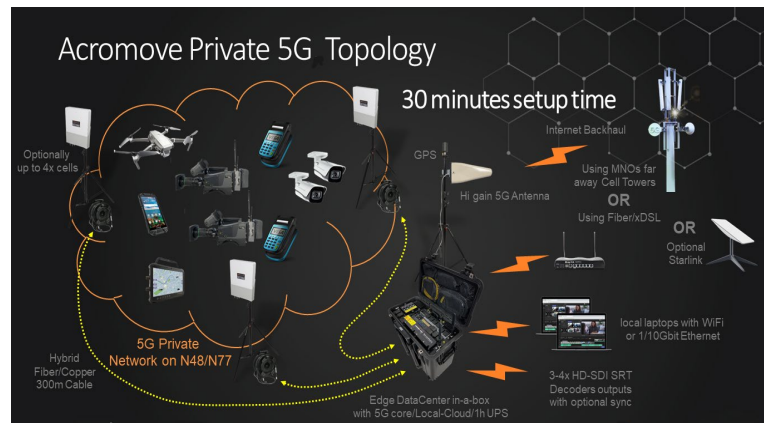 Acromove Private 5G Topology
30 minutes setup time
Optionally
up to 4x cells
GPS
Internet Backhaul
Hi gain 5G Antenna
Using MNOs far
away Cell Towers
OR
Using Fiber/xDSL
OR
Optional
Starlink
5G Private
Network on N48/N77
Hybrid
Fiber/Copper
300m Cable
local laptops with WiFi
or 1/10Gbit Ethernet
3-4x HD-SDI SRT
Decoders outputs
with optional sync
Edge DataCenter in-a-box
with 5G core/Local-Cloud/1h UPS